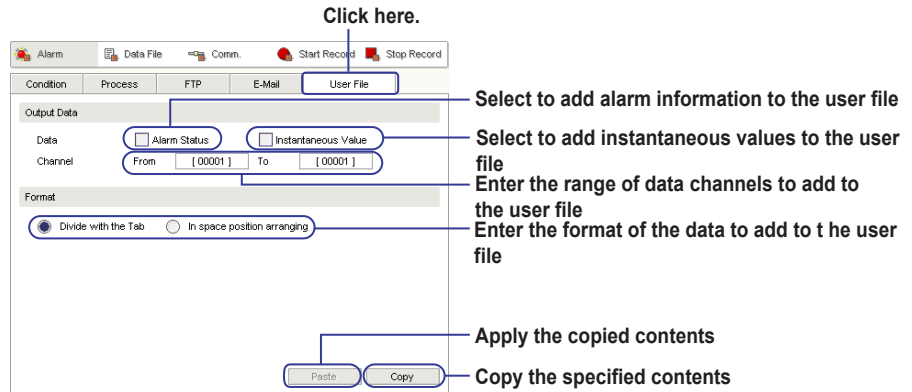 Click here.
Alarm Data File Comm. Start Record Stop Record
Condition Process FTP E-Mail User File
Output Data
Data Alarm Status Instantaneous Value
Channel From [ 00001 ] To [ 00001 ]
Format
Divide with the Tab In space position arranging
Paste Copy
Select to add alarm information to the user file
Select to add instantaneous values to the user
file
Enter the range of data channels to add to
the user file
Enter the format of the data to add to t he user
file
Apply the copied contents
Copy the specified contents